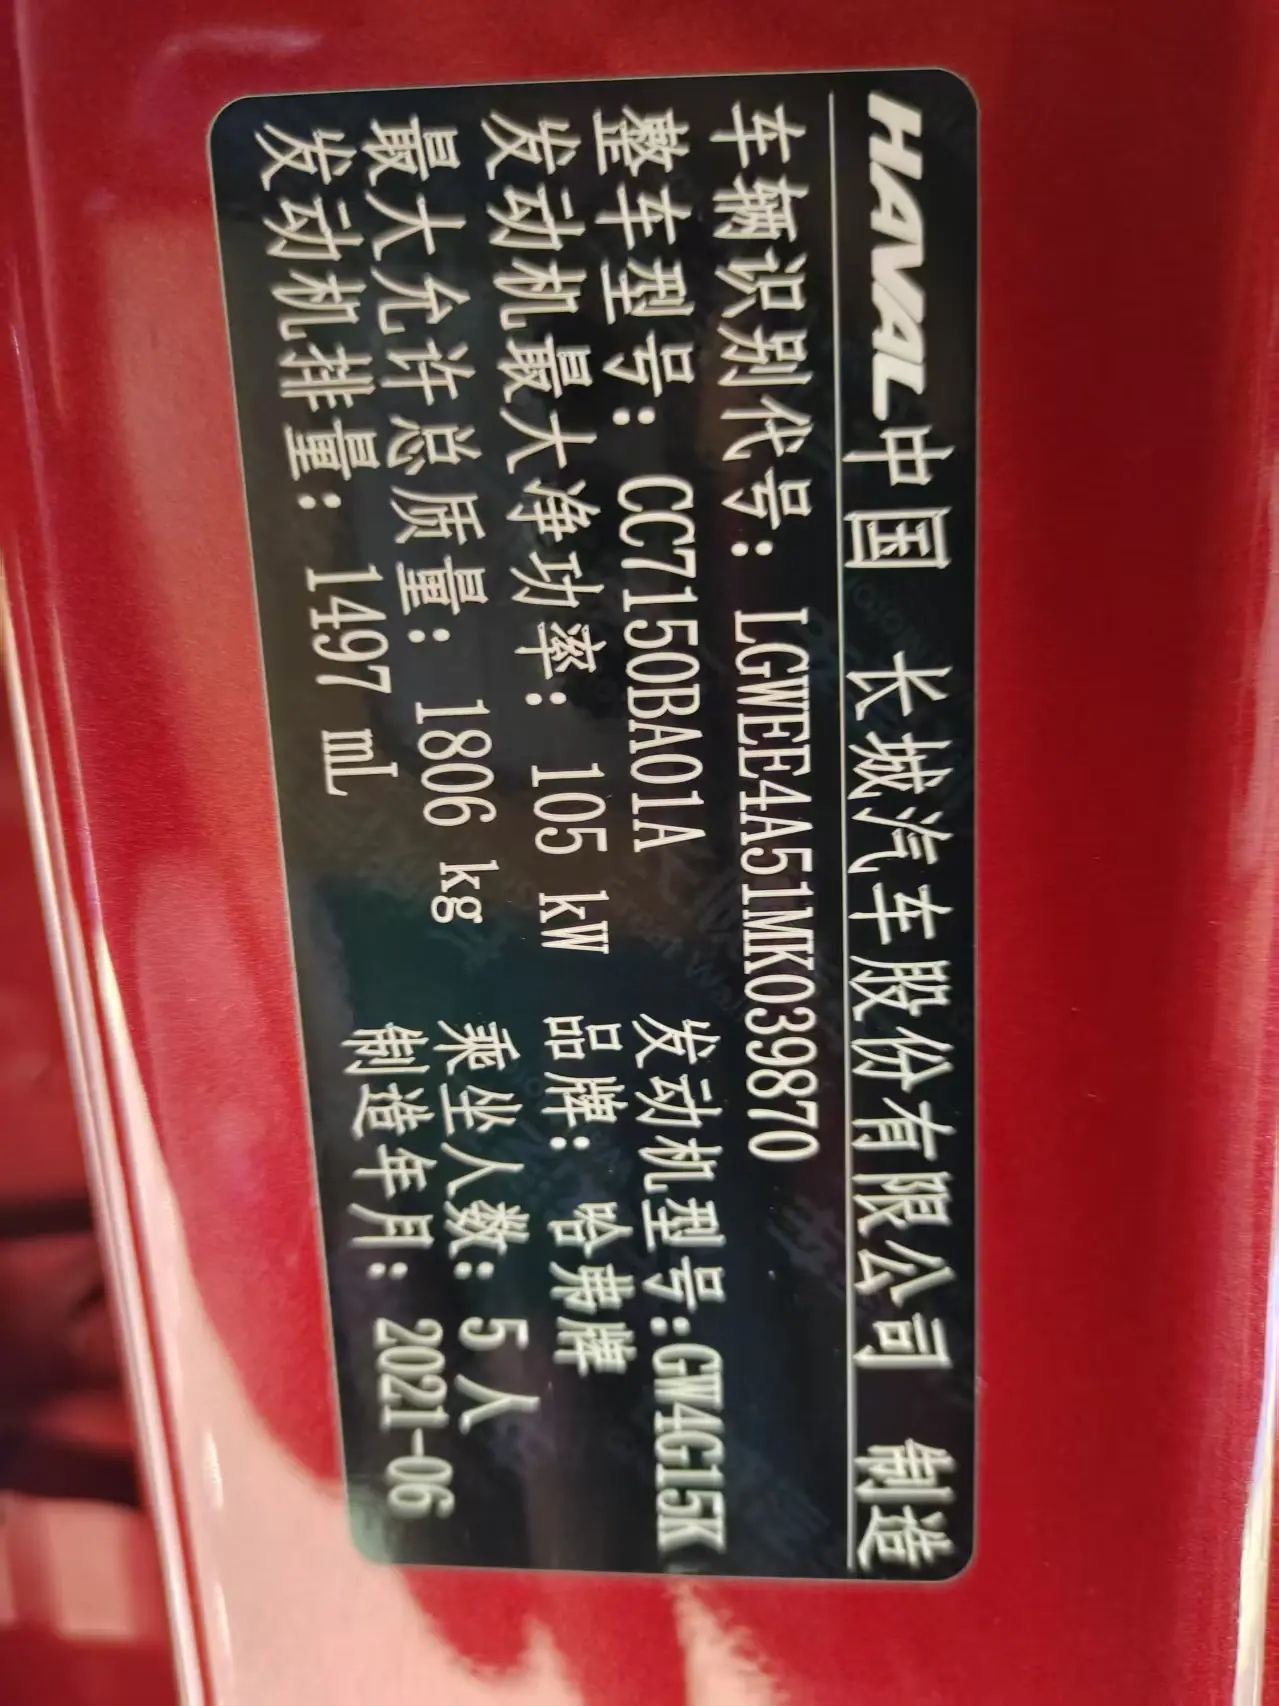 HAVAL中国 长城汽车股份有限公司 制造
车辆识别代号：LGWEE4A51MK039870
整车型号：CC7150BA01A 发动机型号：GW4G15K
发动机最大净功率：105 kW 品牌：哈弗牌
最大允许总质量：1806 kg 乘坐人数：5人
发动机排量：1497 mL 制造年月：2021-06